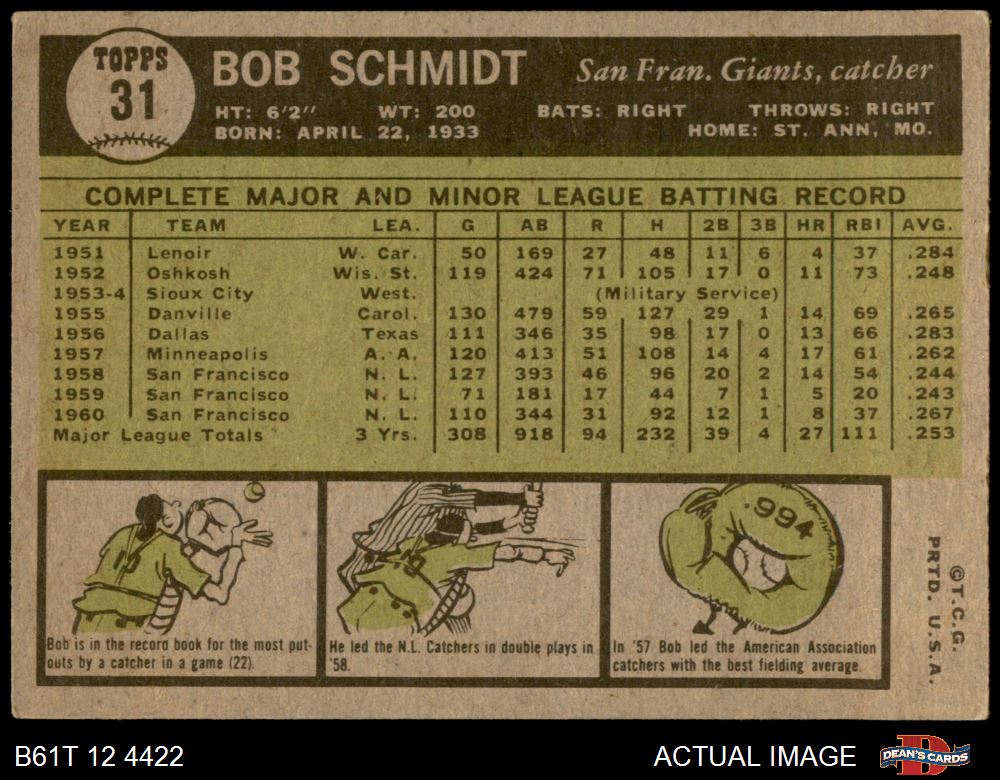 TOPPS
31
BOB SCHMIDT San Fran. Giants, catcher
HT: 6'2" WT: 200 BATS: RIGHT THROWS: RIGHT
BORN: APRIL 22, 1933 HOME: ST. ANN, MO.
COMPLETE MAJOR AND MINOR LEAGUE BATTING RECORD
YEAR TEAM LEA. G AB R H 2B 3B HR RBI AVG.
1951 Lenoir W. Car. 50 169 27 48 11 6 4 37 .284
1952 Oshkosh Wis. St. 119 424 71 105 17 0 11 73 .248
1953-4 Sioux City West. (Military Service)
1955 Danville Carol. 130 479 59 127 29 1 14 69 .265
1956 Dallas Texas 111 346 35 98 17 0 13 66 .283
1957 Minneapolis A. A. 120 413 51 108 14 4 17 61 .262
1958 San Francisco N. L. 127 393 46 96 20 2 14 54 .244
1959 San Francisco N. L. 71 181 17 44 7 1 5 20 .243
1960 San Francisco N. L. 110 344 31 92 12 1 8 37 .267
Major League Totals 3 Yrs. 308 918 94 232 39 4 27 111 .253
15
15
.994
Bob is in the record book for the most put-
outs by a catcher in a game (22).
He led the N.L. Catchers in double plays in
'58.
In '57 Bob led the American Association
catchers with the best fielding average.
©T.C.G.
PRTD. U.S.A.
B61T 12 4422 ACTUAL IMAGE
D
DEAN'S CARDS